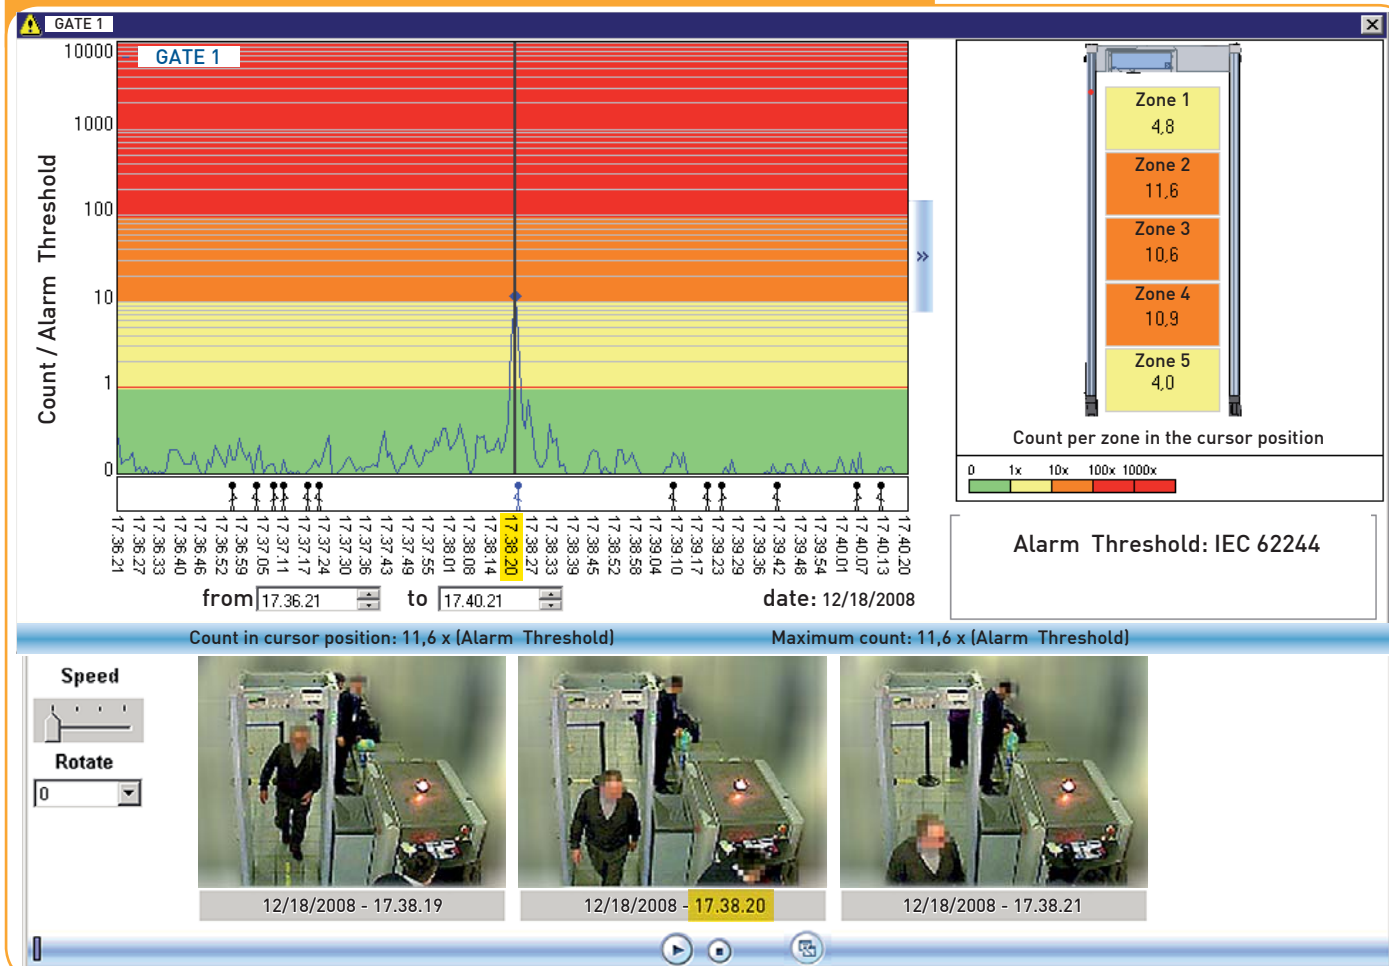 GATE 1
GATE 1
Count / Alarm Threshold
10000
1000
100
10
1
0
17.36.21
17.36.27
17.36.33
17.36.40
17.36.46
17.36.52
17.36.59
17.37.05
17.37.11
17.37.17
17.37.24
17.37.30
17.37.36
17.37.43
17.37.49
17.37.55
17.38.01
17.38.08
17.38.14
17.38.20
17.38.27
17.38.33
17.38.39
17.38.45
17.38.52
17.38.58
17.39.04
17.39.10
17.39.17
17.39.23
17.39.29
17.39.36
17.39.42
17.39.48
17.39.54
17.40.01
17.40.07
17.40.13
17.40.20
from 17.36.21 to 17.40.21 date: 12/18/2008
»
Zone 1
4,8
Zone 2
11,6
Zone 3
10,6
Zone 4
10,9
Zone 5
4,0
Count per zone in the cursor position
0 1x 10x 100x 1000x
Alarm Threshold: IEC 62244
Count in cursor position: 11,6 x (Alarm Threshold) Maximum count: 11,6 x (Alarm Threshold)
Speed
Rotate
0
12/18/2008 - 17.38.19
12/18/2008 - 17.38.20
12/18/2008 - 17.38.21